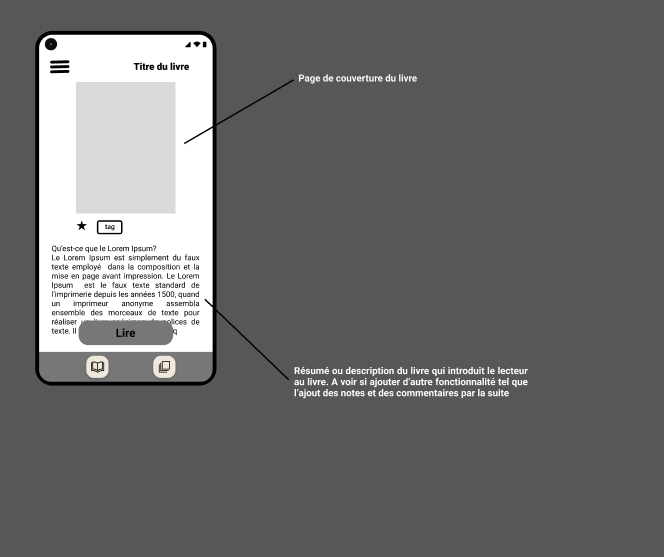 Titre du livre
Page de couverture du livre
tag
Qu'est-ce que le Lorem Ipsum?
Le Lorem Ipsum est simplement du faux
texte employé dans la composition et la
mise en page avant impression. Le Lorem
Ipsum est le faux texte standard de
l'imprimerie depuis les années 1500, quand
un imprimeur anonyme assembla
ensemble des morceaux de texte pour
réaliser de
texte. Il
Lire
Résumé ou description du livre qui introduit le lecteur
au livre. A voir si ajouter d'autre fonctionnalité tel que
l'ajout des notes et des commentaires par la suite